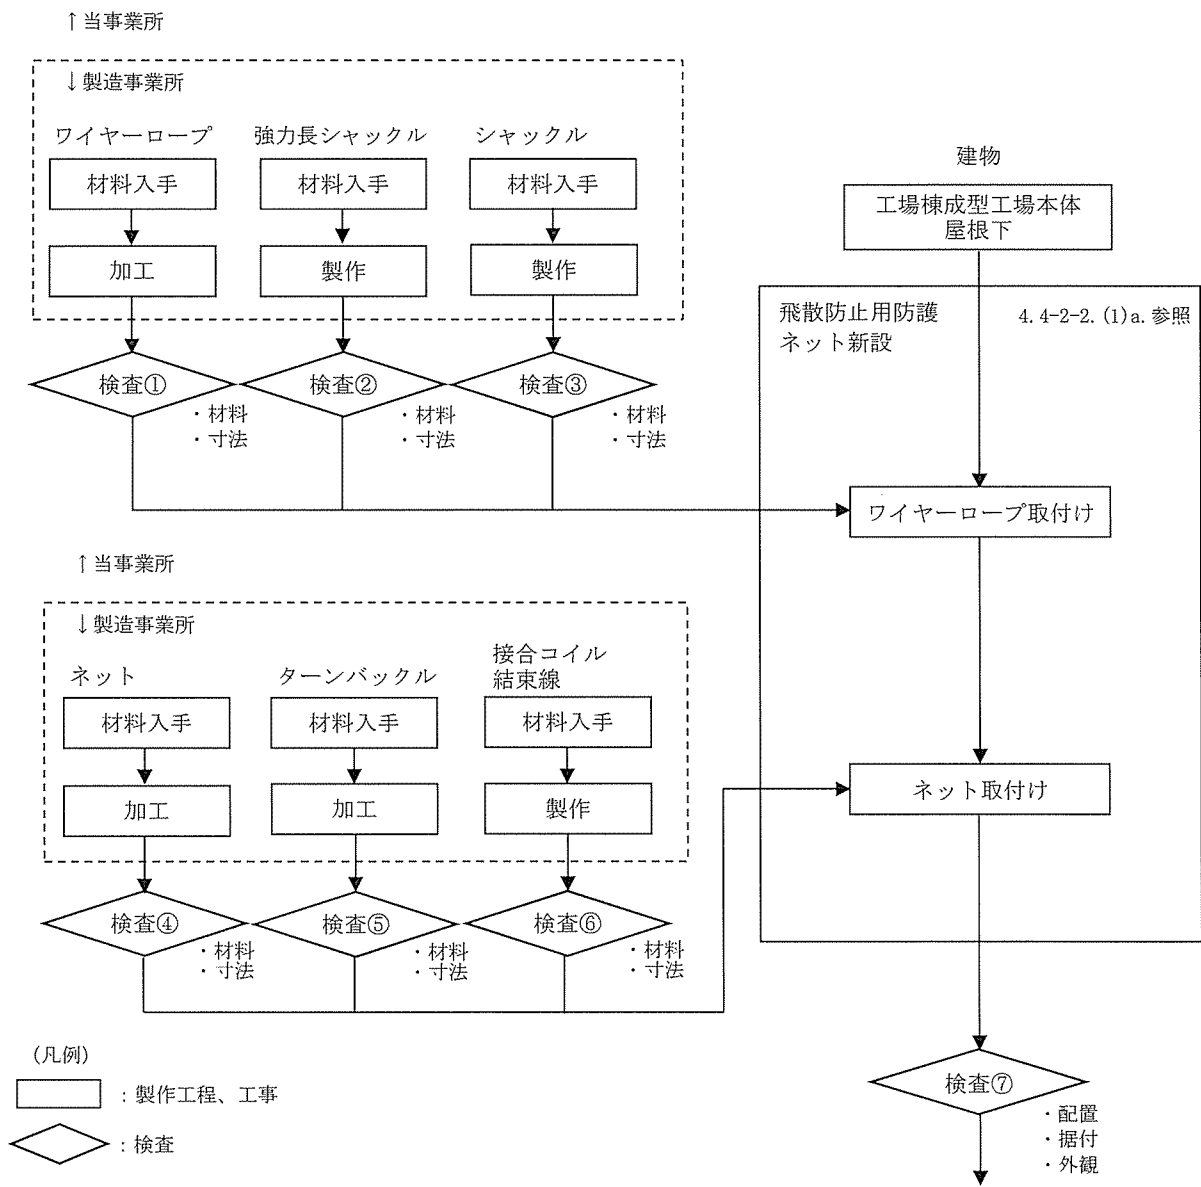 ↑当事業所
↓製造事業所
ワイヤーロープ
材料入手
加工
検査①
・材料
・寸法
強力長シャックル
材料入手
製作
検査②
・材料
・寸法
シャックル
材料入手
製作
検査③
・材料
・寸法
建物
工場棟成型工場本体
屋根下
飛散防止用防護
ネット新設
4.4-2-2.(1)a.参照
ワイヤーロープ取付け
↑当事業所
↓製造事業所
ネット
材料入手
加工
検査④
・材料
・寸法
ターンバックル
材料入手
加工
検査⑤
・材料
・寸法
接合コイル
結束線
材料入手
製作
検査⑥
・材料
・寸法
ネット取付け
検査⑦
・配置
・据付
・外観
(凡例)
：製作工程、工事
：検査